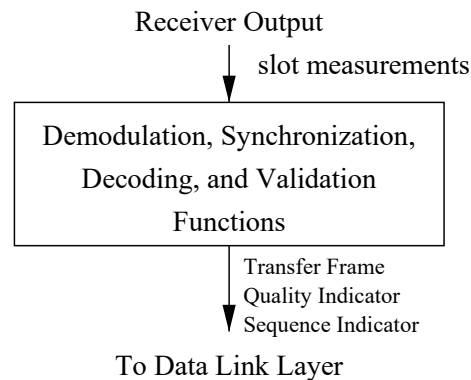 Receiver Output
slot measurements
Demodulation, Synchronization,
Decoding, and Validation
Functions
Transfer Frame
Quality Indicator
Sequence Indicator
To Data Link Layer